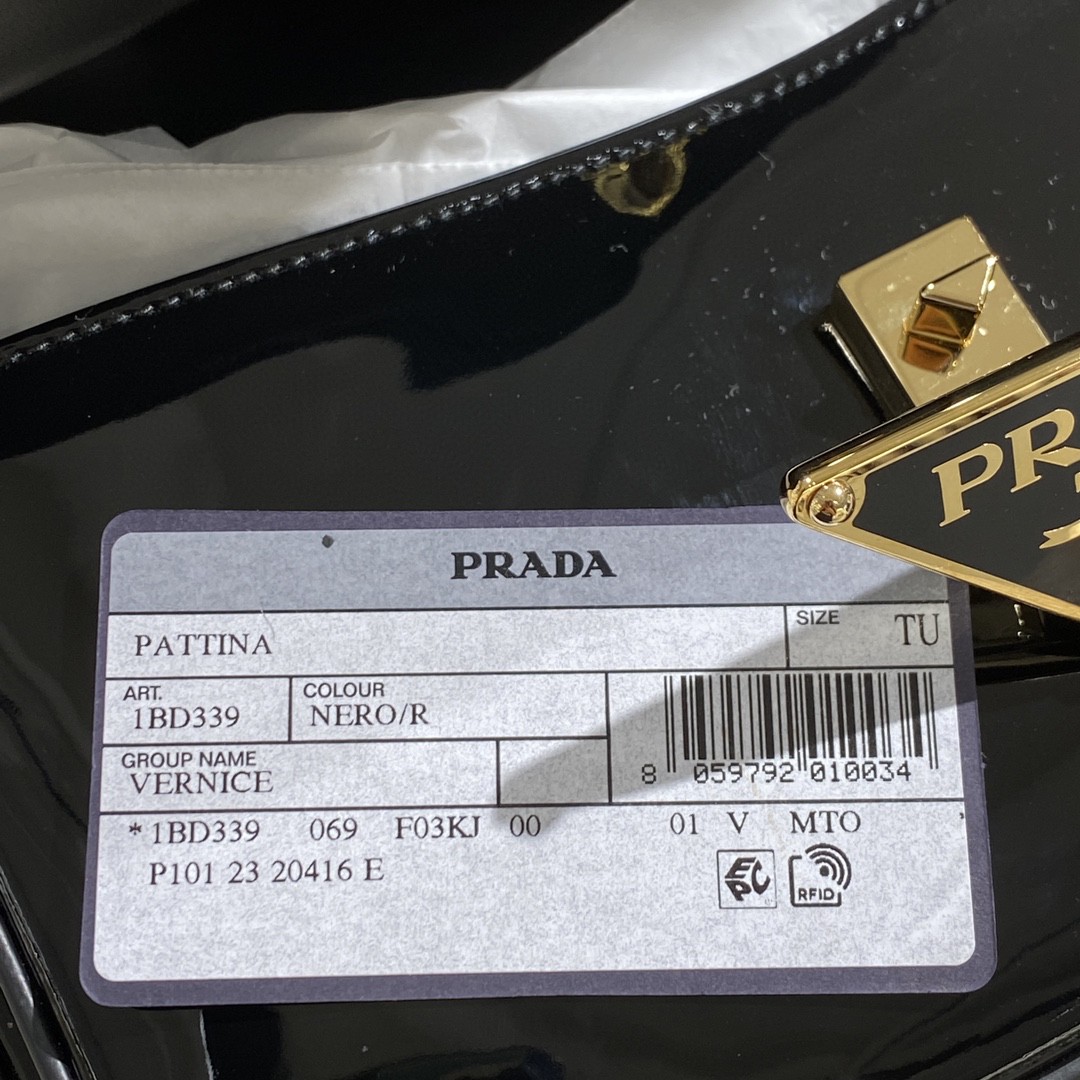 PRADA
PATTINA
SIZE
TU
ART.
1BD339
COLOUR
NERO/R
GROUP NAME
VERNICE
8 059792 010034
*1BD339 069 F03KJ 00 01 V MTO
P101 23 20416 E
EPC
RFID
PR